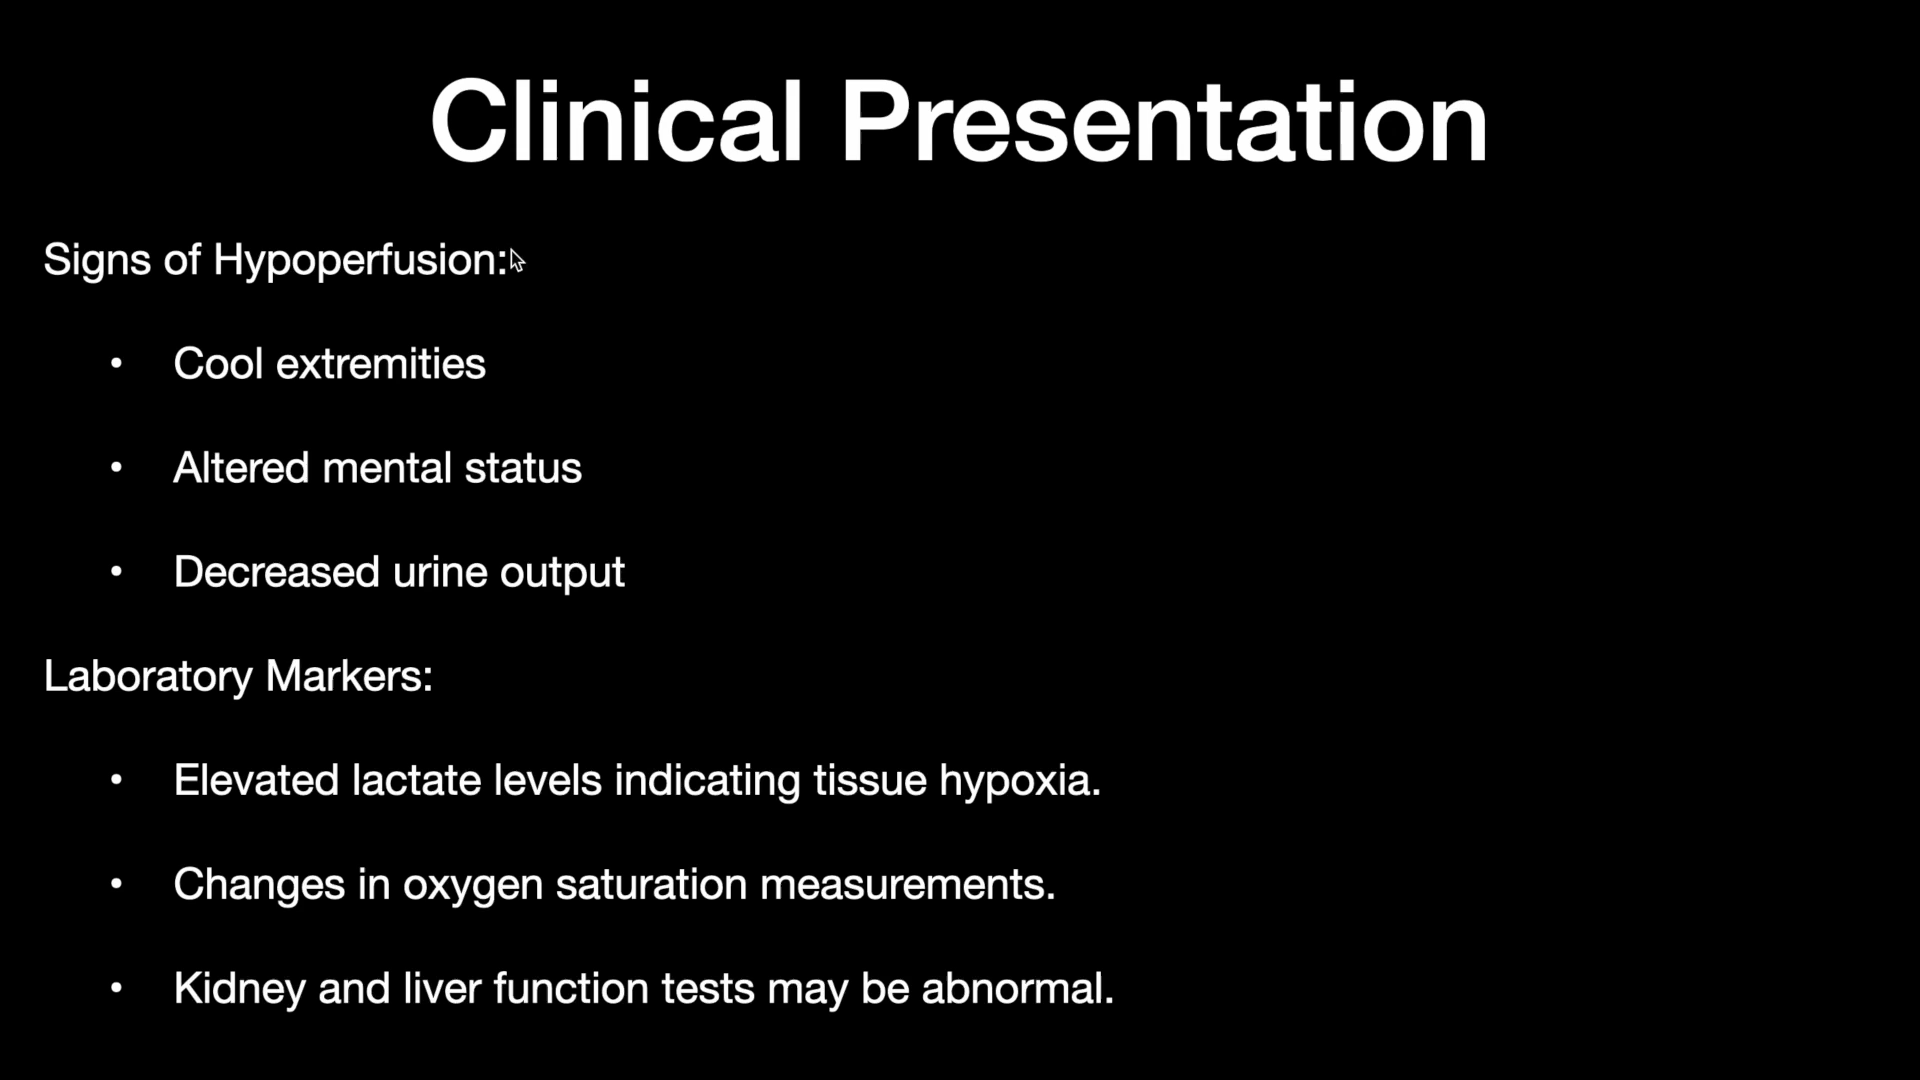 Clinical Presentation
Signs of Hypoperfusion:
• Cool extremities
• Altered mental status
• Decreased urine output
Laboratory Markers:
• Elevated lactate levels indicating tissue hypoxia.
• Changes in oxygen saturation measurements.
• Kidney and liver function tests may be abnormal.